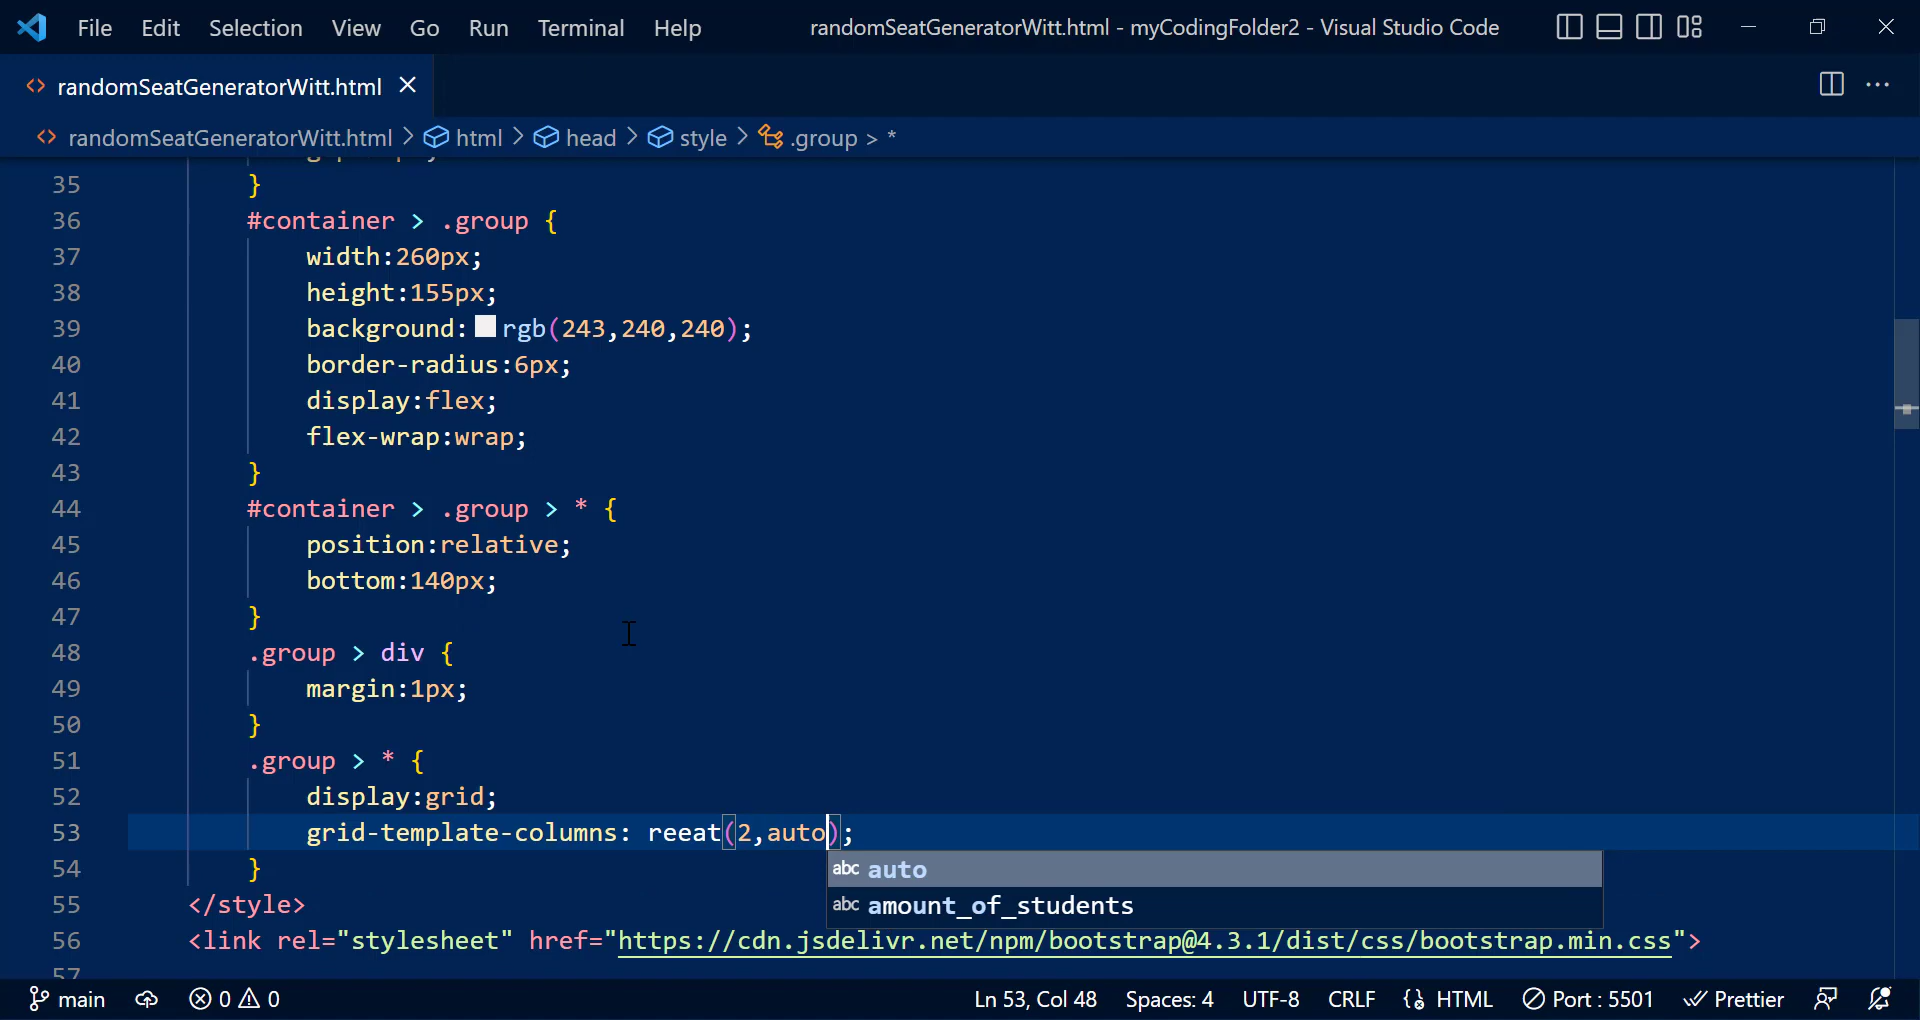 File Edit Selection View Go Run Terminal Help randomSeatGeneratorWitt.html - myCodingFolder2 - Visual Studio Code
randomSeatGeneratorWitt.html
randomSeatGeneratorWitt.html > html > head > style > .group > *
35 }
36 #container > .group {
37 width:260px;
38 height:155px;
39 background: rgb(243,240,240);
40 border-radius:6px;
41 display:flex;
42 flex-wrap:wrap;
43 }
44 #container > .group > * {
45 position:relative;
46 bottom:140px;
47 }
48 .group > div {
49 margin:1px;
50 }
51 .group > * {
52 display:grid;
53 grid-template-columns: reeat(2,auto);
54 }
abc auto
55 </style>
abc amount_of_students
56 <link rel="stylesheet" href="https://cdn.jsdelivr.net/npm/bootstrap@4.3.1/dist/css/bootstrap.min.css">
57
main 0 0 Ln 53, Col 48 Spaces: 4 UTF-8 CRLF HTML Port : 5501 Prettier